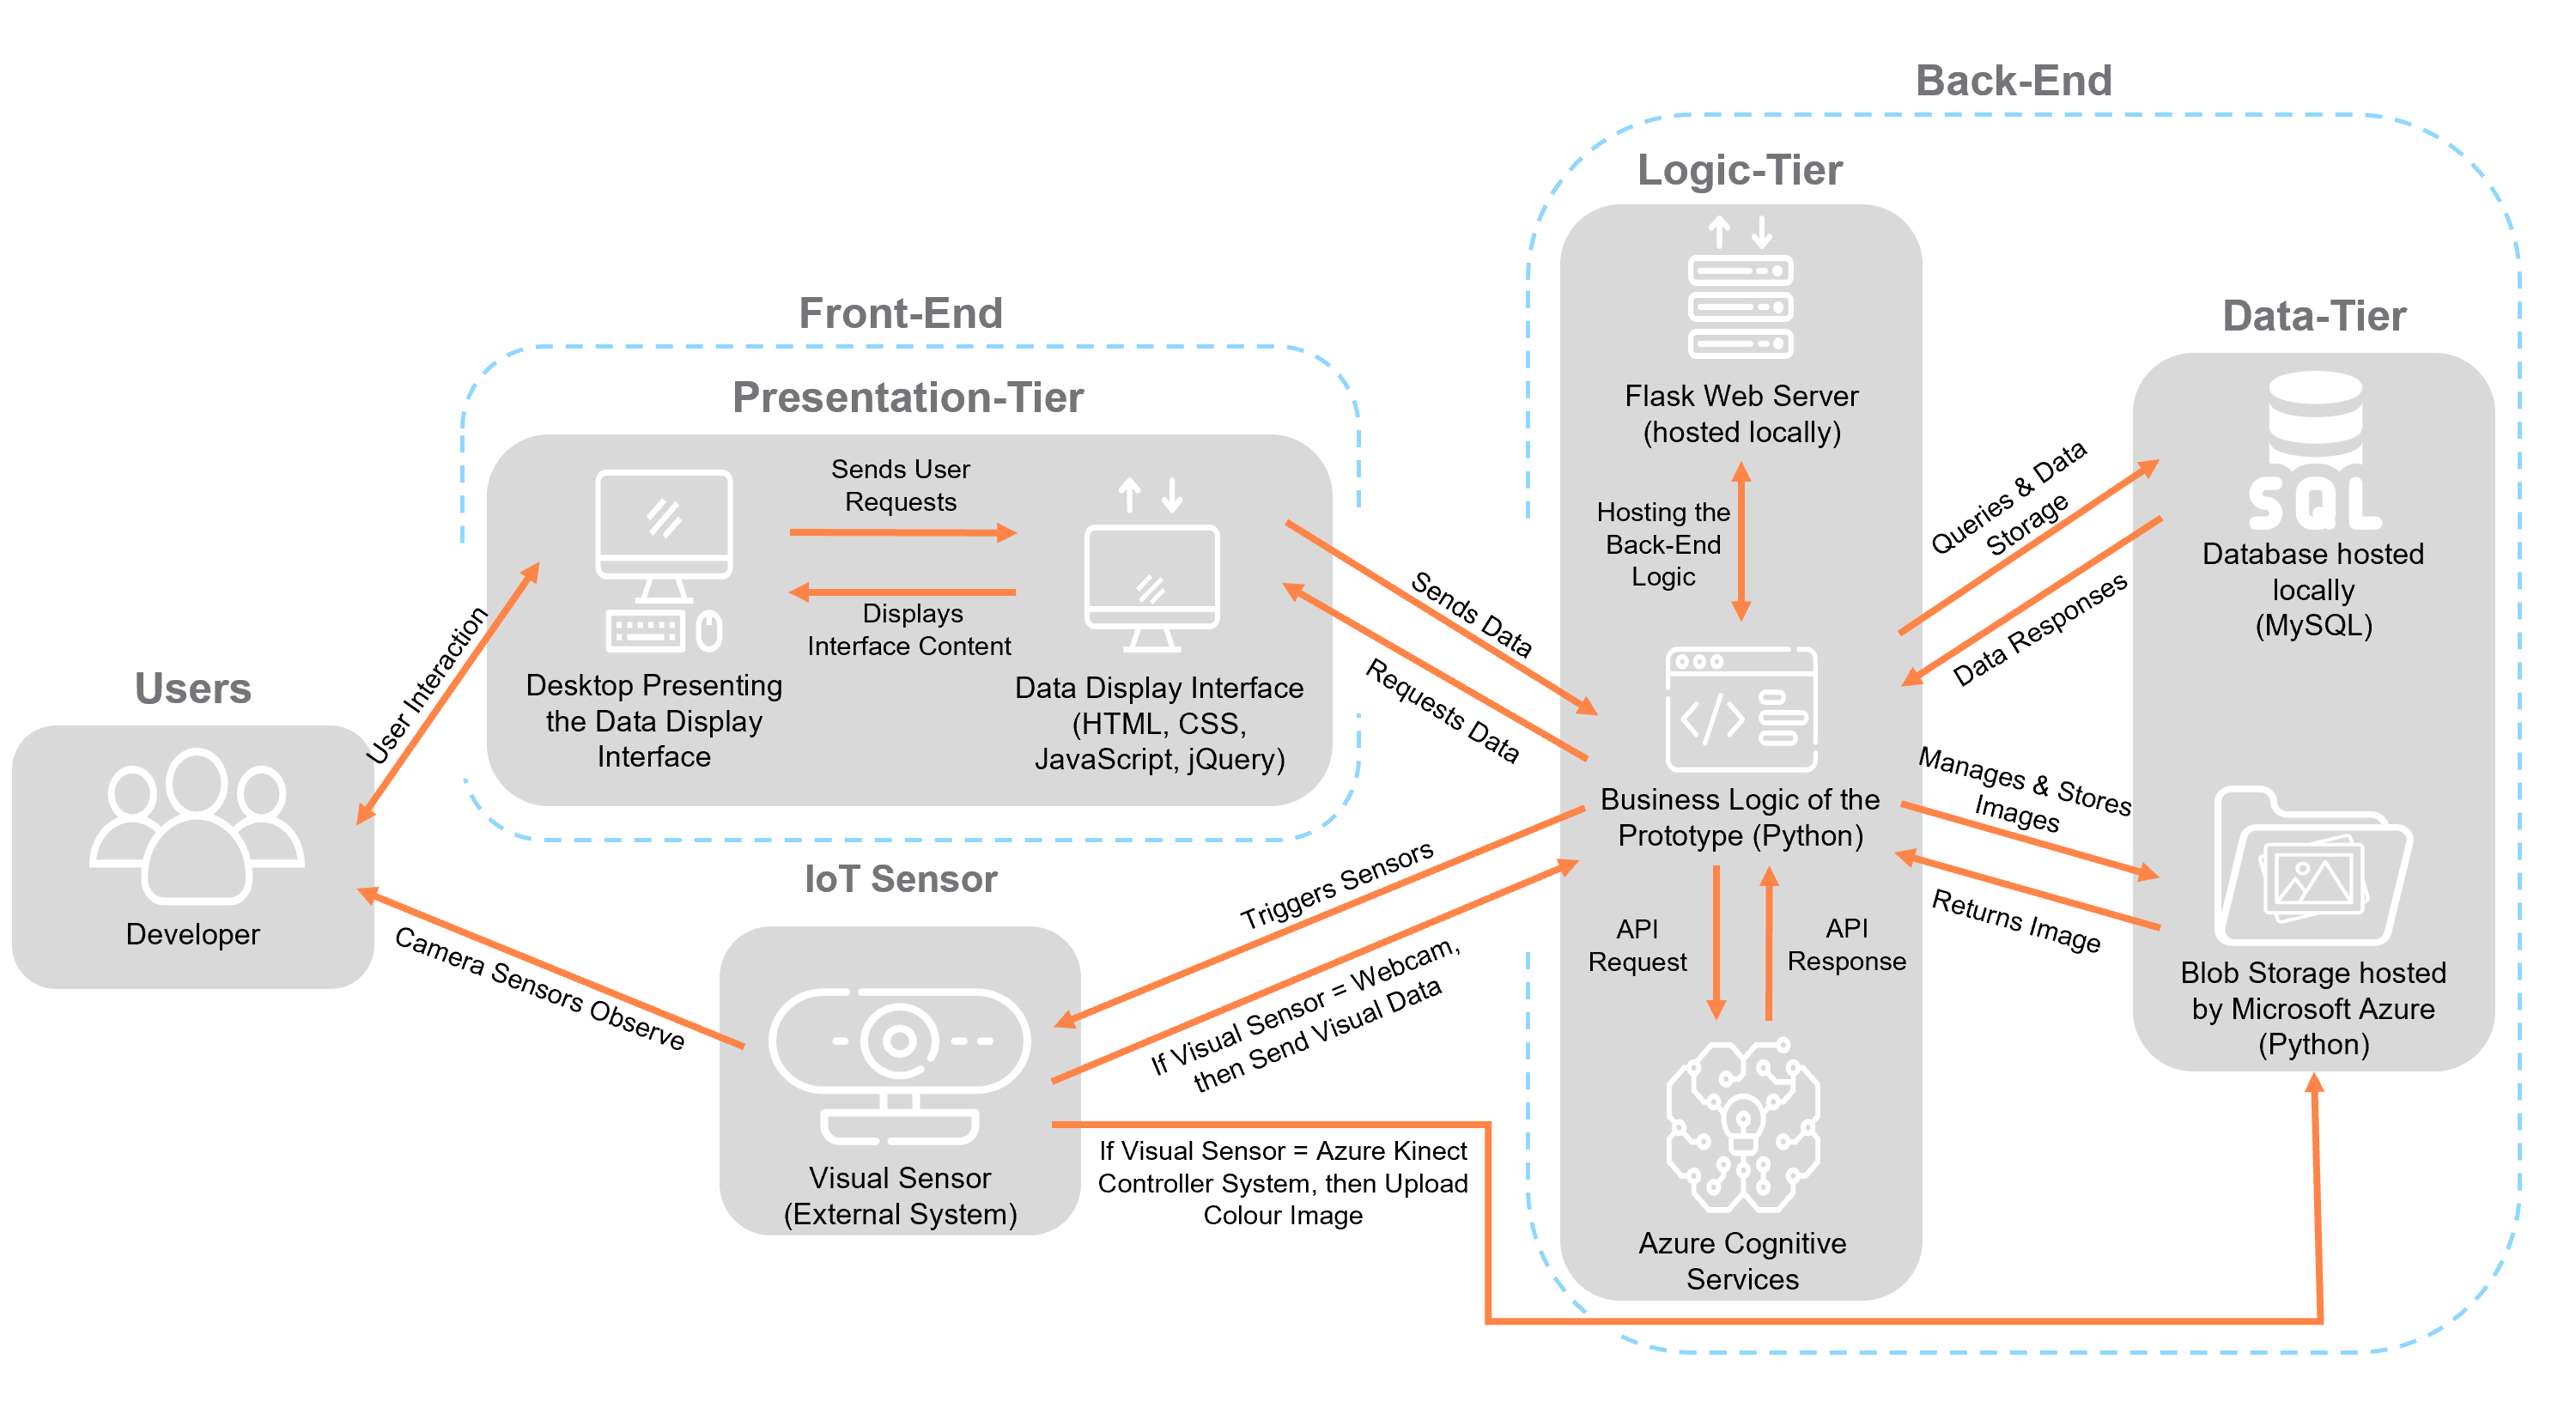 Back-End
Logic-Tier
Flask Web Server
(hosted locally)
Hosting the
Back-End
Logic
Business Logic of the
Prototype (Python)
API
Request
API
Response
Azure Cognitive
Services
Data-Tier
SQL
Database hosted
locally
(MySQL)
Blob Storage hosted
by Microsoft Azure
(Python)
Queries & Data
Storage
Data Responses
Manages & Stores
Images
Returns Image
Front-End
Presentation-Tier
Sends User
Requests
Displays
Interface Content
Desktop Presenting
the Data Display
Interface
Data Display Interface
(HTML, CSS,
JavaScript, jQuery)
Sends Data
Requests Data
Users
Developer
User Interaction
Camera Sensors Observe
IoT Sensor
Visual Sensor
(External System)
Triggers Sensors
If Visual Sensor = Webcam,
then Send Visual Data
If Visual Sensor = Azure Kinect
Controller System, then Upload
Colour Image